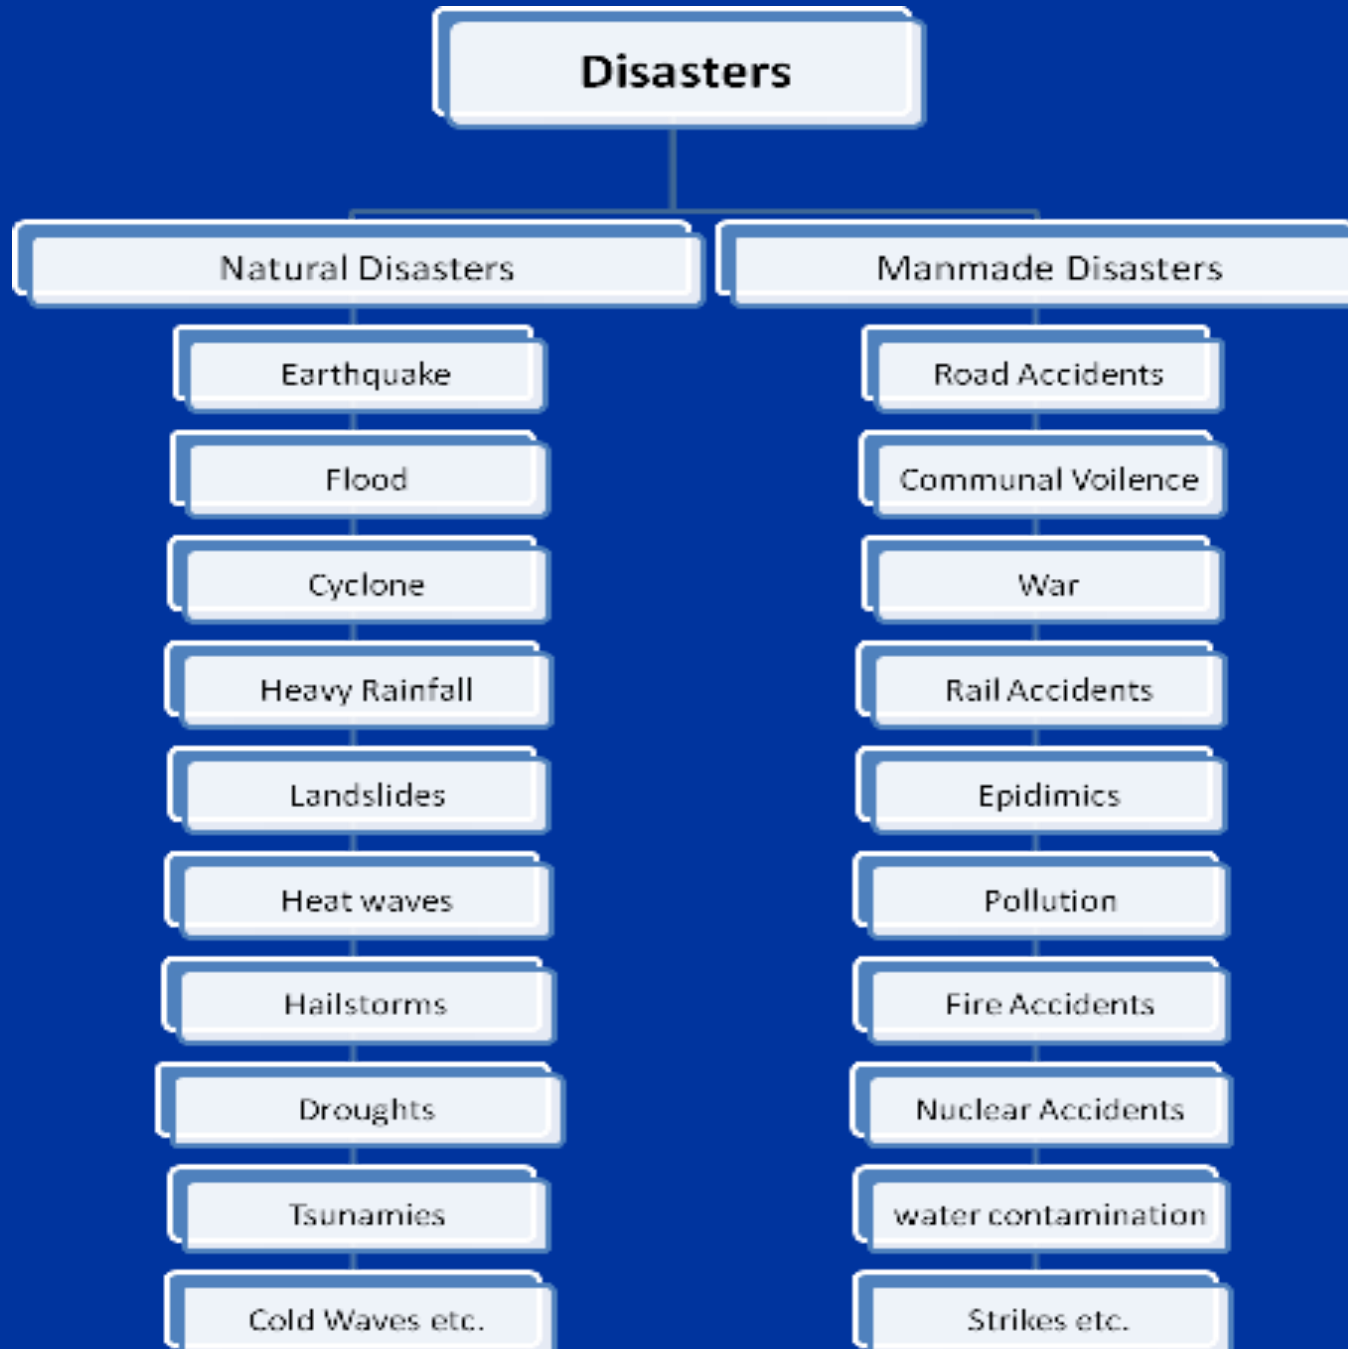 Disasters
Natural Disasters
Manmade Disasters
Earthquake
Flood
Cyclone
Heavy Rainfall
Landslides
Heat waves
Hailstorms
Droughts
Tsunamies
Cold Waves etc.
Road Accidents
Communal Voilence
War
Rail Accidents
Epidimics
Pollution
Fire Accidents
Nuclear Accidents
water contamination
Strikes etc.